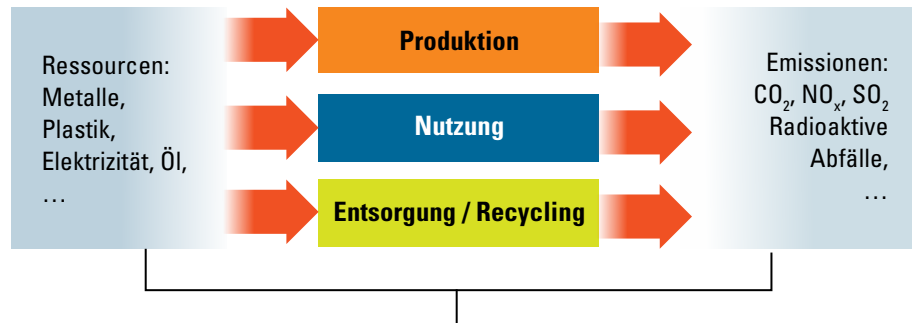 Ressourcen:
Metalle,
Plastik,
Elektrizität, Öl,
…
Produktion
Nutzung
Entsorgung / Recycling
Emissionen:
CO₂, NOₓ, SO₂
Radioaktive
Abfälle,
…